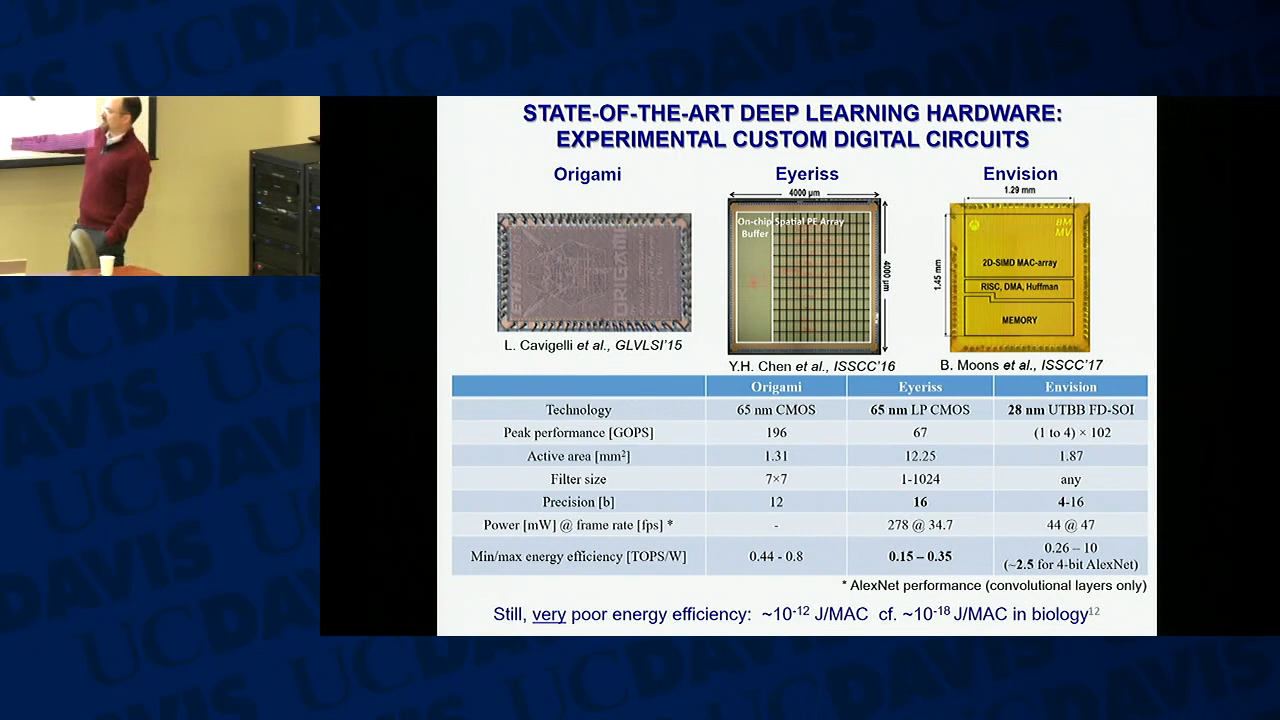 STATE-OF-THE-ART DEEP LEARNING HARDWARE:
EXPERIMENTAL CUSTOM DIGITAL CIRCUITS
Origami
Eyeriss
Envision
4000 µm
4000 µm
On-chip Spatial PE Array
Buffer
1.29 mm
1.45 mm
BM
MV
2D-SIMD MAC-array
RISC, DMA, Huffman
MEMORY
ORIGAMI
L. Cavigelli et al., GLVLSI'15
Y.H. Chen et al., ISSCC'16
B. Moons et al., ISSCC'17
Origami Eyeriss Envision
Technology 65 nm CMOS 65 nm LP CMOS 28 nm UTBB FD-SOI
Peak performance [GOPS] 196 67 (1 to 4) × 102
Active area [mm²] 1.31 12.25 1.87
Filter size 7×7 1-1024 any
Precision [b] 12 16 4-16
Power [mW] @ frame rate [fps] * - 278 @ 34.7 44 @ 47
Min/max energy efficiency [TOPS/W] 0.44 - 0.8 0.15 – 0.35 0.26 – 10
(~2.5 for 4-bit AlexNet)
* AlexNet performance (convolutional layers only)
Still, very poor energy efficiency: ~10⁻¹² J/MAC cf. ~10⁻¹⁸ J/MAC in biology
12
UCDAVIS